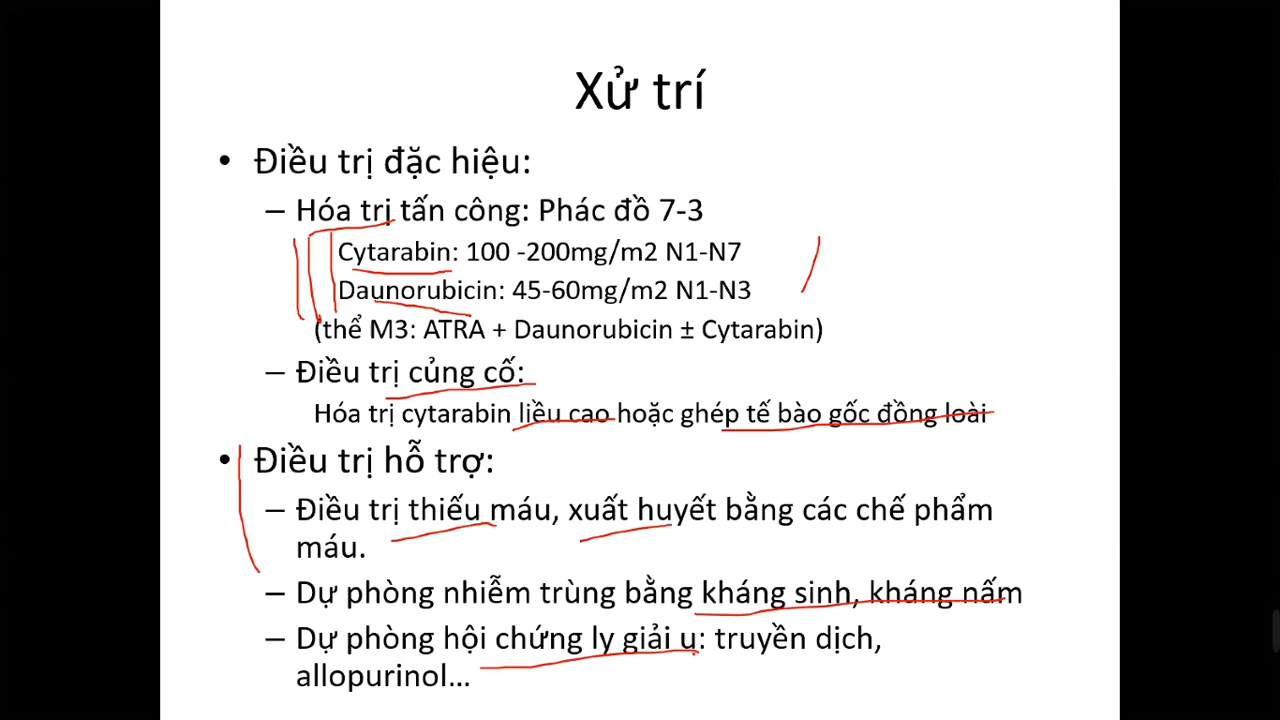 Xử trí
• Điều trị đặc hiệu:
– Hóa trị tấn công: Phác đồ 7-3
Cytarabin: 100 -200mg/m2 N1-N7
Daunorubicin: 45-60mg/m2 N1-N3
(thể M3: ATRA + Daunorubicin ± Cytarabin)
– Điều trị củng cố:
Hóa trị cytarabin liều cao hoặc ghép tế bào gốc đồng loài
• Điều trị hỗ trợ:
– Điều trị thiếu máu, xuất huyết bằng các chế phẩm
máu.
– Dự phòng nhiễm trùng bằng kháng sinh, kháng nấm
– Dự phòng hội chứng ly giải u: truyền dịch,
allopurinol...